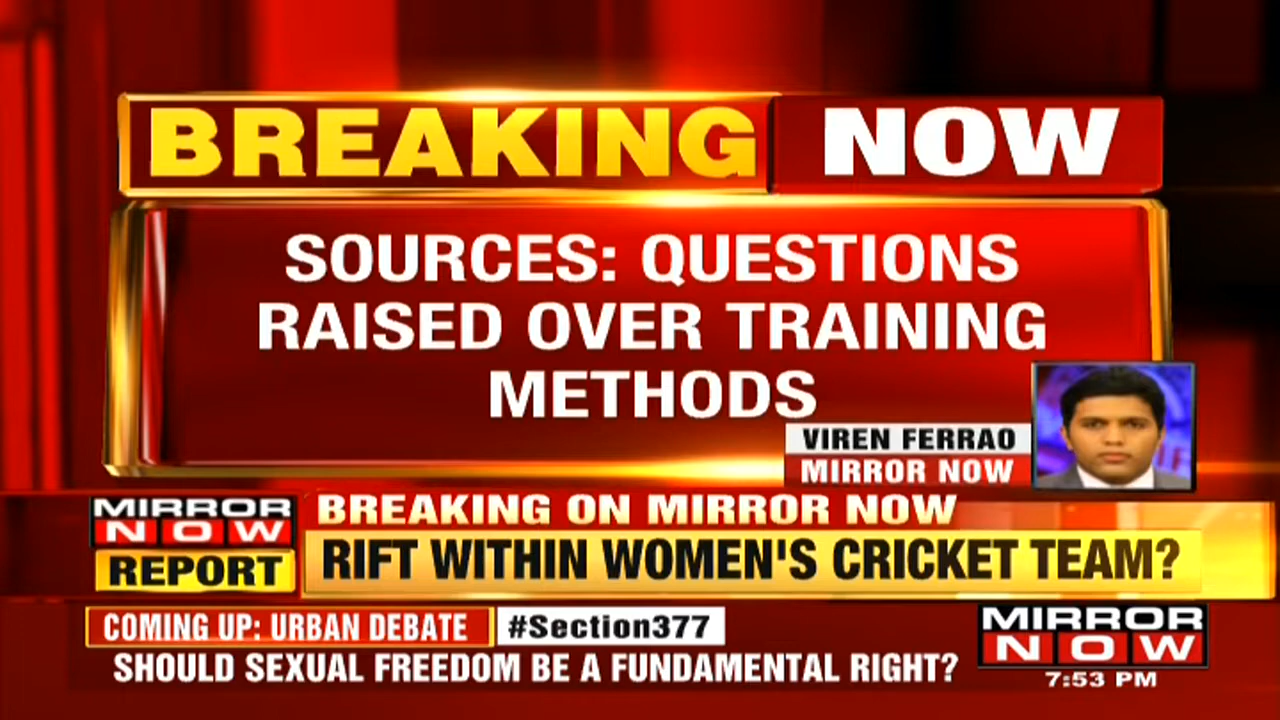 BREAKING NOW
SOURCES: QUESTIONS
RAISED OVER TRAINING
METHODS
VIREN FERRAO
MIRROR NOW
MIRROR
NOW
REPORT
BREAKING ON MIRROR NOW
RIFT WITHIN WOMEN'S CRICKET TEAM?
COMING UP: URBAN DEBATE
#Section377
SHOULD SEXUAL FREEDOM BE A FUNDAMENTAL RIGHT?
MIRROR
NOW
7:53 PM